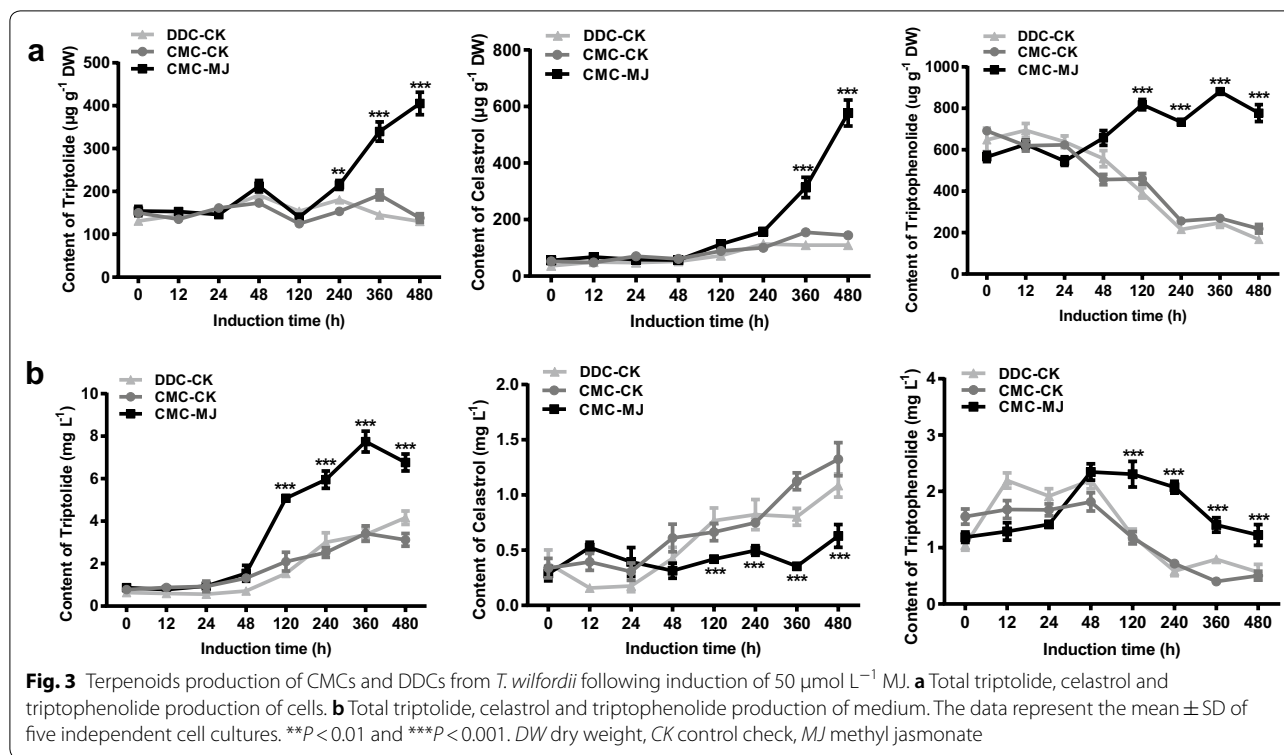 a
DDC-CK
CMC-CK
CMC-MJ
Content of Triptolide (µg g⁻¹ DW)
500
400
300
200
100
0
** *** ***
0 12 24 48 120 240 360 480
Induction time (h)
DDC-CK
CMC-CK
CMC-MJ
Content of Celastrol (µg g⁻¹ DW)
800
600
400
200
0
*** ***
0 12 24 48 120 240 360 480
Induction time (h)
DDC-CK
CMC-CK
CMC-MJ
Content of Triptophenolide (ug g⁻¹ DW)
1000
800
600
400
200
0
*** *** *** ***
0 12 24 48 120 240 360 480
Induction time (h)
b
DDC-CK
CMC-CK
CMC-MJ
Content of Triptolide (mg L⁻¹)
10
8
6
4
2
0
*** *** *** ***
0 12 24 48 120 240 360 480
Induction time (h)
DDC-CK
CMC-CK
CMC-MJ
Content of Celastrol (mg L⁻¹)
2.0
1.5
1.0
0.5
0.0
*** *** *** ***
0 12 24 48 120 240 360 480
Induction time (h)
DDC-CK
CMC-CK
CMC-MJ
Content of Triptophenolide (mg L⁻¹)
4
3
2
1
0
*** *** *** ***
0 12 24 48 120 240 360 480
Induction time (h)
Fig. 3 Terpenoids production of CMCs and DDCs from T. wilfordii following induction of 50 µmol L⁻¹ MJ. a Total triptolide, celastrol and
triptophenolide production of cells. b Total triptolide, celastrol and triptophenolide production of medium. The data represent the mean ± SD of
five independent cell cultures. **P < 0.01 and ***P < 0.001. DW dry weight, CK control check, MJ methyl jasmonate